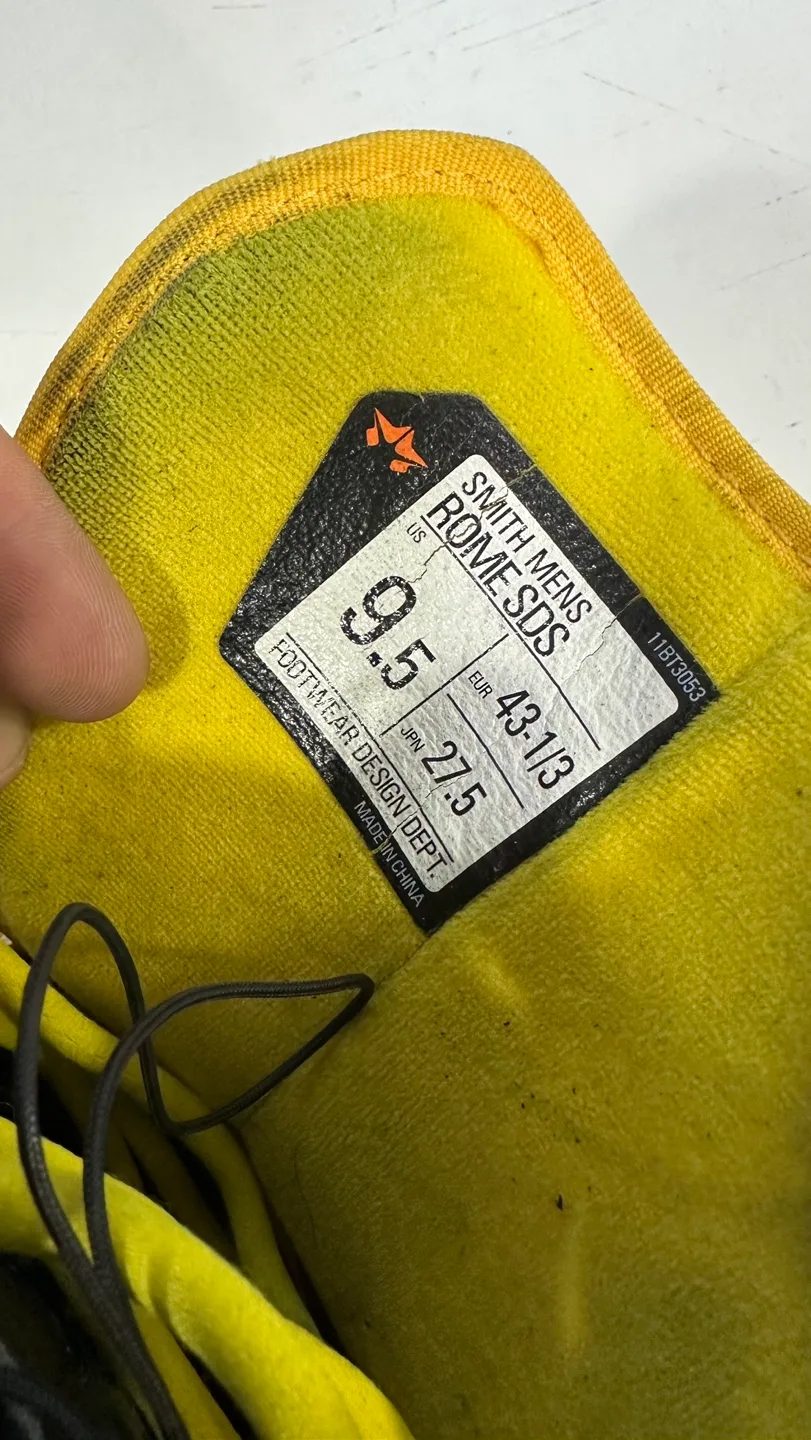 SMITH MENS
ROME SDS
US
9.5
EUR 43-1/3
JPN 27.5
FOOTWEAR DESIGN DEPT.
MADE IN CHINA
11BT3053